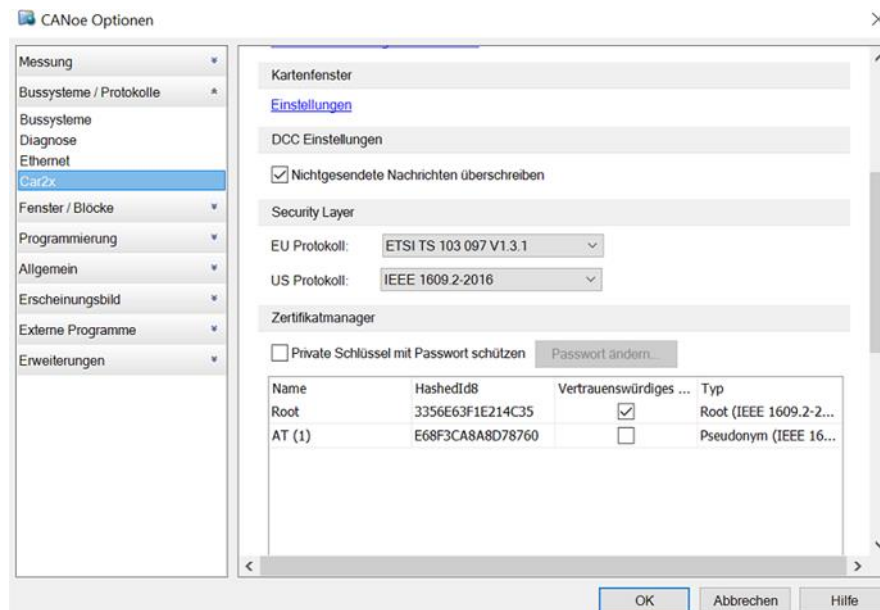 CANoe Optionen
Messung
Bussysteme / Protokolle
Bussysteme
Diagnose
Ethernet
Car2x
Fenster / Blöcke
Programmierung
Allgemein
Erscheinungsbild
Externe Programme
Erweiterungen
Kartenfenster
Einstellungen
DCC Einstellungen
Nichtgesendete Nachrichten überschreiben
Security Layer
EU Protokoll: ETSI TS 103 097 V1.3.1
US Protokoll: IEEE 1609.2-2016
Zertifikatmanager
Private Schlüssel mit Passwort schützen Passwort ändern...
Name HashedId8 Vertrauenswürdiges ... Typ
Root 3356E63F1E214C35 Root (IEEE 1609.2-2...
AT (1) E68F3CA8A8D78760 Pseudonym (IEEE 16...
OK Abbrechen Hilfe